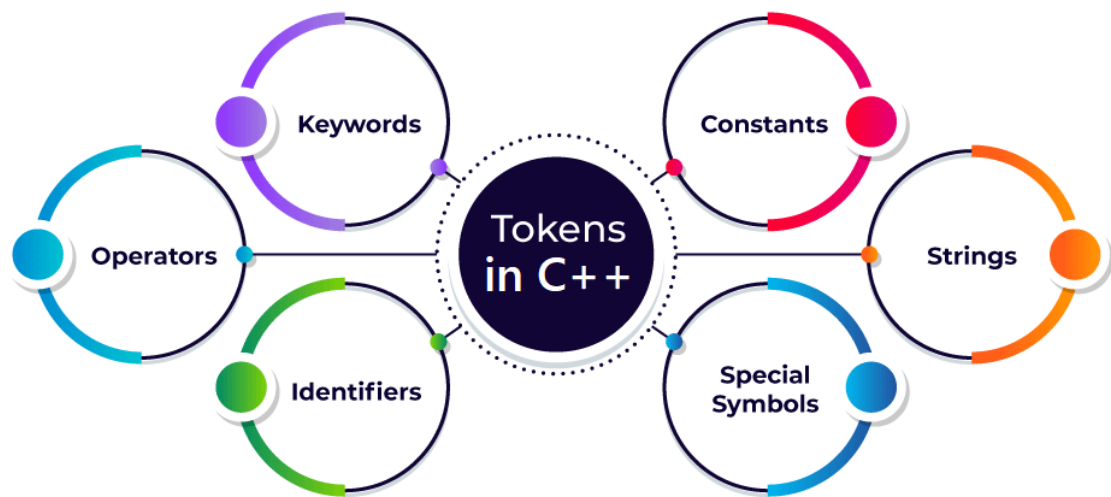 Keywords
Constants
Operators
Tokens
in C++
Strings
Identifiers
Special
Symbols